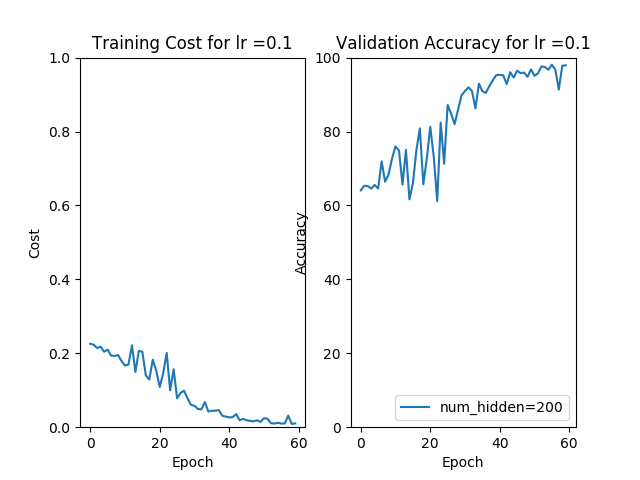 Training Cost for lr =0.1
1.0
0.8
0.6
0.4
0.2
0.0
Cost
0 20 40 60
Epoch
Validation Accuracy for lr =0.1
100
80
60
40
20
0
Accuracy
num_hidden=200
0 20 40 60
Epoch